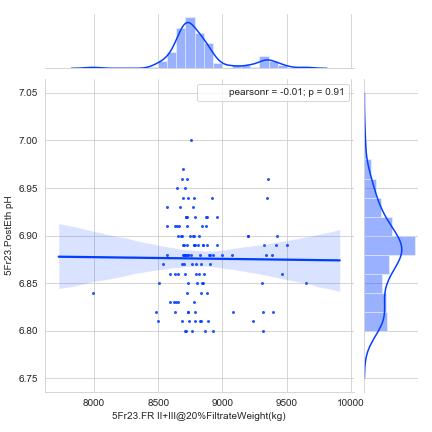 pearsonr = -0.01; p = 0.91
7.05
7.00
6.95
6.90
6.85
6.80
6.75
5Fr23.PostEth pH
8000 8500 9000 9500 10000
5Fr23.FR II+III@20%FiltrateWeight(kg)